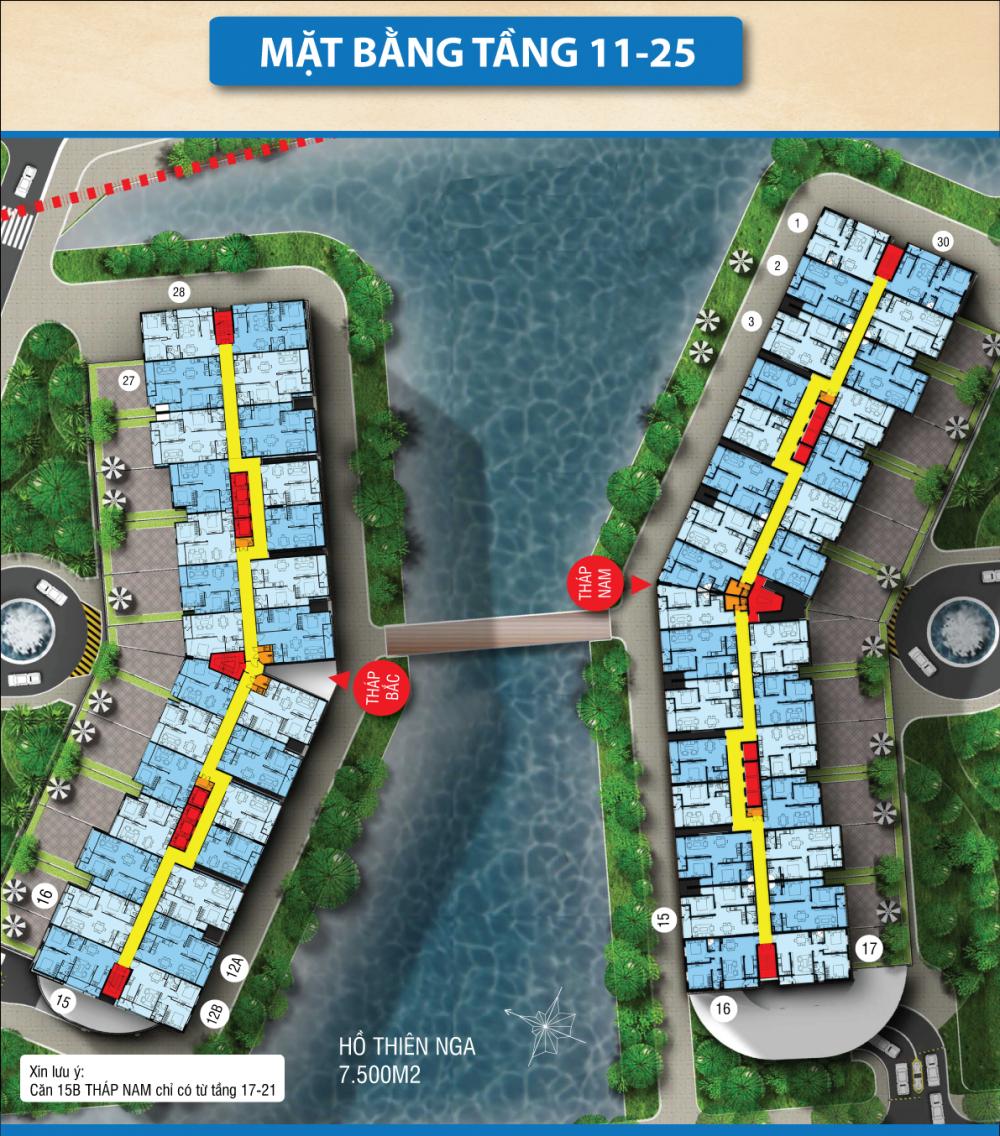 MẶT BẰNG TẦNG 11-25
1
30
2
28
3
27
THÁP
NAM
THÁP
BẮC
16
15
12A
17
15
12B
16
HỒ THIÊN NGA
7.500M2
Xin lưu ý:
Căn 15B THÁP NAM chỉ có từ tầng 17-21